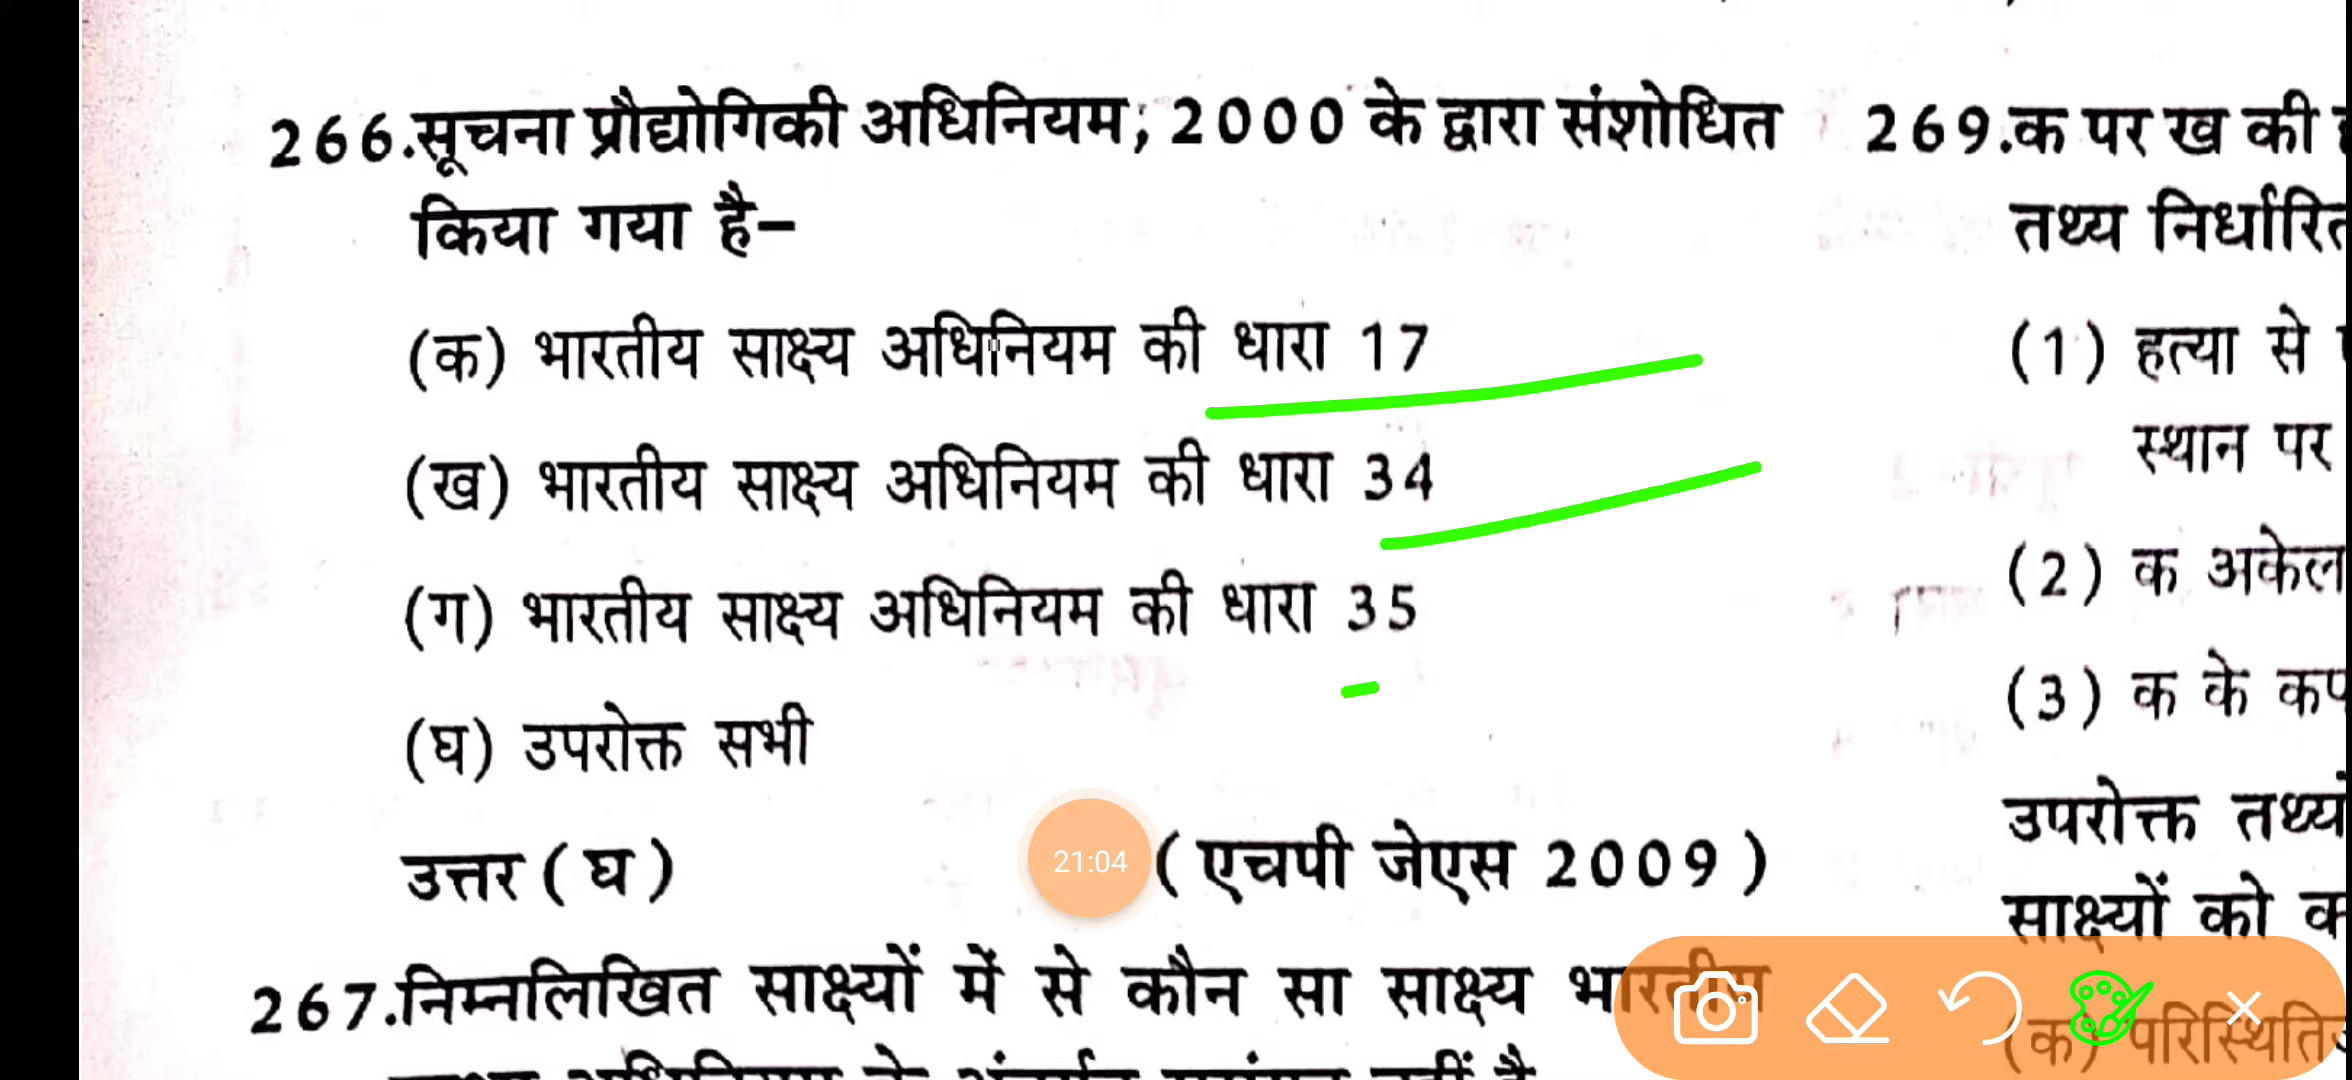 266.सूचना प्रौद्योगिकी अधिनियम, 2000 के द्वारा संशोधित
किया गया है–
(क) भारतीय साक्ष्य अधिनियम की धारा 17
(ख) भारतीय साक्ष्य अधिनियम की धारा 34
(ग) भारतीय साक्ष्य अधिनियम की धारा 35
(घ) उपरोक्त सभी
उत्तर (घ)
21:04
(एचपी जेएस 2009)
267.निम्नलिखित साक्ष्यों में से कौन सा साक्ष्य भारतीय
269.क पर ख की
तथ्य निर्धारित
(1) हत्या से
स्थान पर
(2) क अकेल
(3) क के कप
उपरोक्त तथ्यों
साक्ष्यों को
(क) परिस्थिति